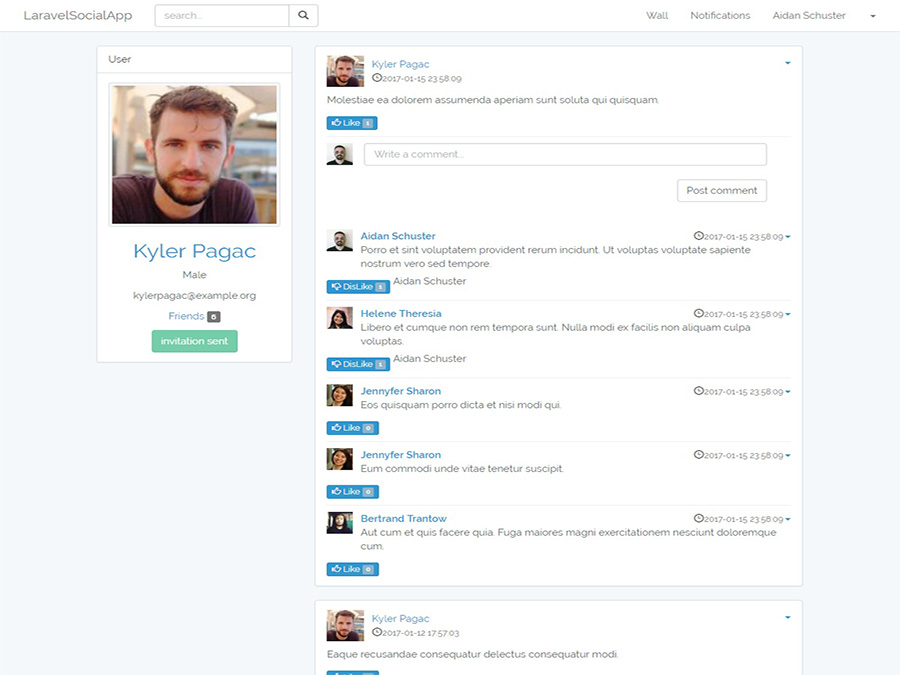 LaravelSocialApp search.. Wall Notifications Aidan Schuster
User
Kyler Pagac
Male
kylerpagac@example.org
Friends 6
invitation sent
Kyler Pagac
2017-01-15 23:58:09
Molestiae ea dolorem assumenda aperiam sunt soluta qui quisquam.
Like 1
Write a comment..
Post comment
Aidan Schuster 2017-01-15 23:58:09
Porro et sint voluptatem provident rerum incidunt. Ut voluptas voluptate sapiente
nostrum vero sed tempore.
DisLike 1 Aidan Schuster
Helene Theresia 2017-01-15 23:58:09
Libero et cumque non rem tempora sunt. Nulla modi ex facilis non aliquam culpa
voluptas.
DisLike 1 Aidan Schuster
Jennyfer Sharon 2017-01-15 23:58:09
Eos quisquam porro dicta et nisi modi qui.
Like 0
Jennyfer Sharon 2017-01-15 23:58:09
Eum commodi unde vitae tenetur suscipit.
Like 0
Bertrand Trantow 2017-01-15 23:58:09
Aut cum et quis facere quia. Fuga maiores magni exercitationem nesciunt doloremque
cum.
Like 0
Kyler Pagac
2017-01-12 17:57:03
Eaque recusandae consequatur delectus consequatur modi.